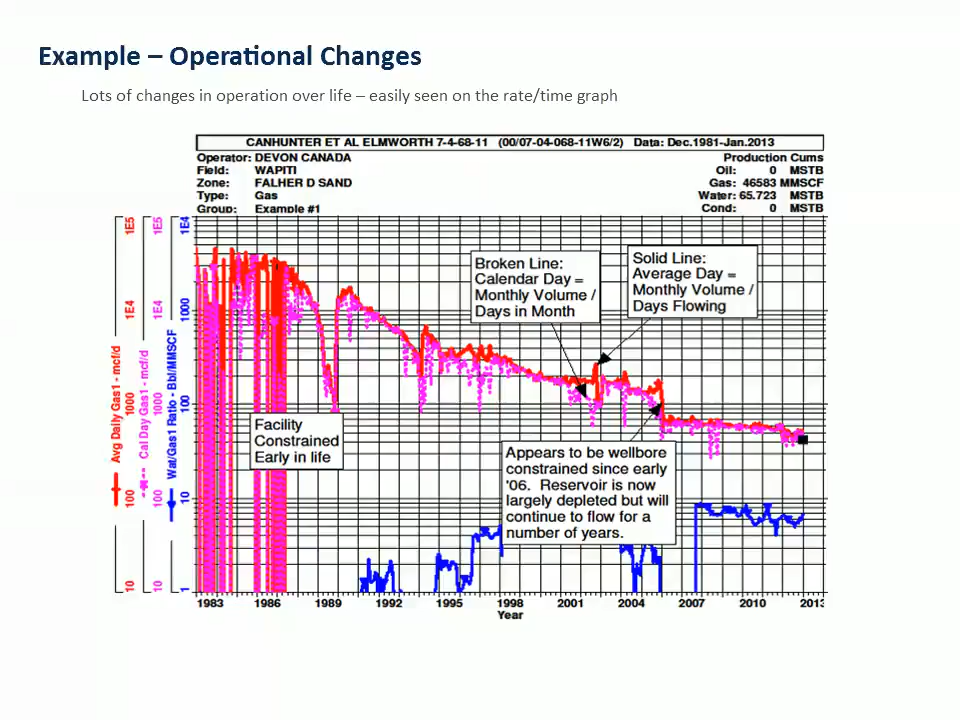 Example – Operational Changes
Lots of changes in operation over life – easily seen on the rate/time graph
CANHUNTER ET AL ELMWORTH 7-4-68-11 (00/07-04-068-11W6/2) Data: Dec.1981-Jan.2013
Operator: DEVON CANADA
Field: WAPITI
Zone: FALHER D SAND
Type: Gas
Group: Example #1
Production Cums
Oil: 0 MSTB
Gas: 46583 MMSCF
Water: 65.723 MSTB
Cond: 0 MSTB
Avg Daily Gas1 - mcf/d
10
100
1000
1E4
1E5
Cal Day Gas1 - mcf/d
10
100
1000
1E4
1E5
Wat/Gas1 Ratio - Bbl/MMSCF
1
10
100
1000
1E4
Broken Line:
Calendar Day =
Monthly Volume /
Days in Month
Solid Line:
Average Day =
Monthly Volume /
Days Flowing
Facility
Constrained
Early in life
Appears to be wellbore
constrained since early
'06. Reservoir is now
largely depleted but will
continue to flow for a
number of years.
1983 1986 1989 1992 1995 1998 2001 2004 2007 2010 2013
Year